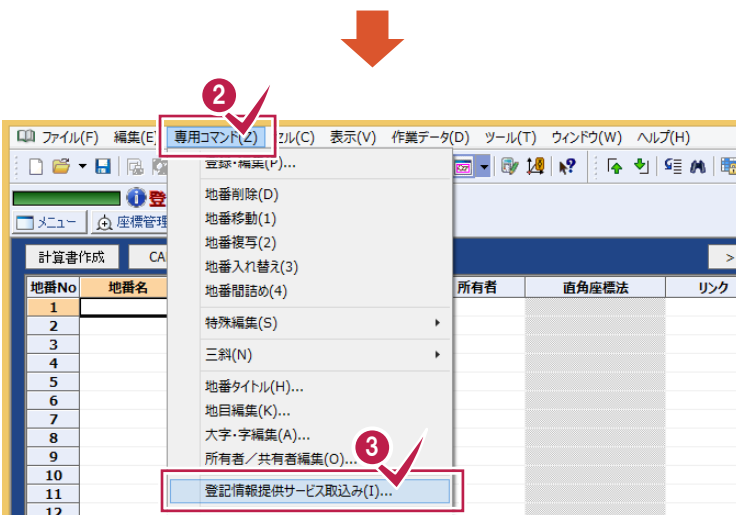 2
ファイル(F) 編集(E) 専用コマンド(Z) セル(C) 表示(V) 作業データ(D) ツール(T) ウィンドウ(W) ヘルプ(H)
登録・編集(P)...
登
地番削除(D)
メニュー 座標管理
地番移動(1)
地番複写(2)
計算書作成 CA >
地番入れ替え(3)
地番No 地番名 所有者 直角座標法 リンク
地番間詰め(4)
1
2
特殊編集(S)
3
三斜(N)
4
5
地番タイトル(H)...
6
地目編集(K)...
7
大字・字編集(A)...
8
3
9
所有者／共有者編集(O)...
10
11
登記情報提供サービス取込み(I)...
12